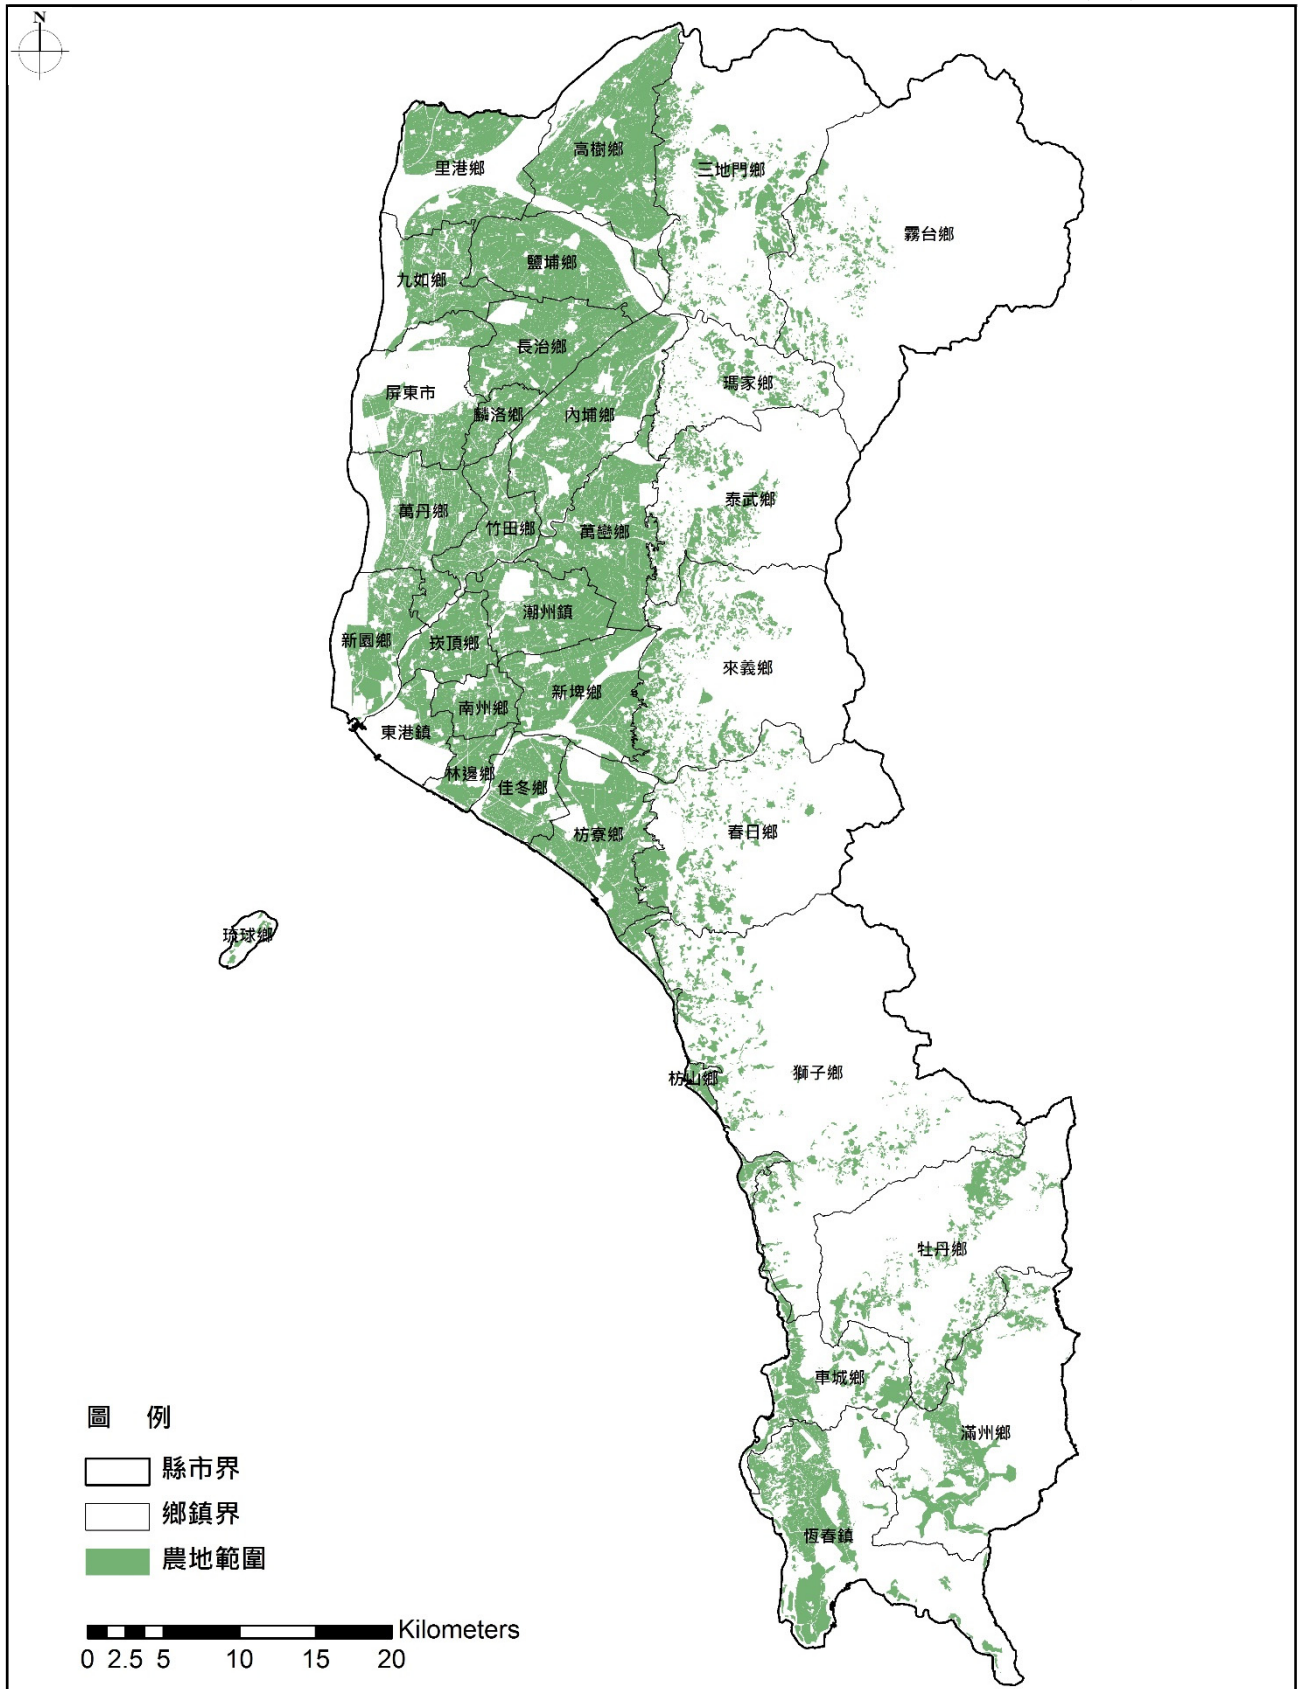 N
高樹鄉
里港鄉
三地門鄉
霧台鄉
鹽埔鄉
九如鄉
長治鄉
瑪家鄉
屏東市
麟洛鄉
內埔鄉
泰武鄉
萬丹鄉
竹田鄉
萬巒鄉
潮州鎮
新園鄉
崁頂鄉
來義鄉
新埤鄉
南州鄉
東港鎮
林邊鄉
佳冬鄉
枋寮鄉
春日鄉
琉球鄉
枋山鄉
獅子鄉
牡丹鄉
車城鄉
滿州鄉
恆春鎮
圖 例
縣市界
鄉鎮界
農地範圍
Kilometers
0 2.5 5 10 15 20